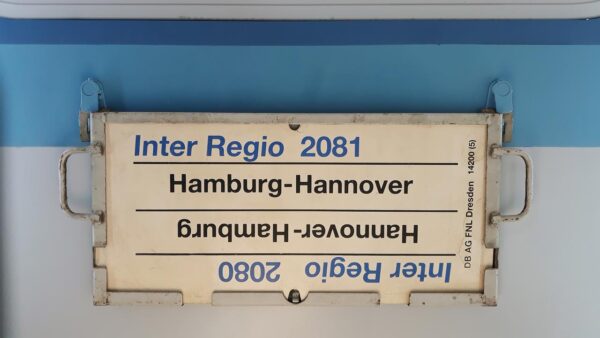 Inter Regio 2081
Hamburg-Hannover
Hannover-Hamburg
Inter Regio 2080
DB AG FNL Dresden 14200 (5)